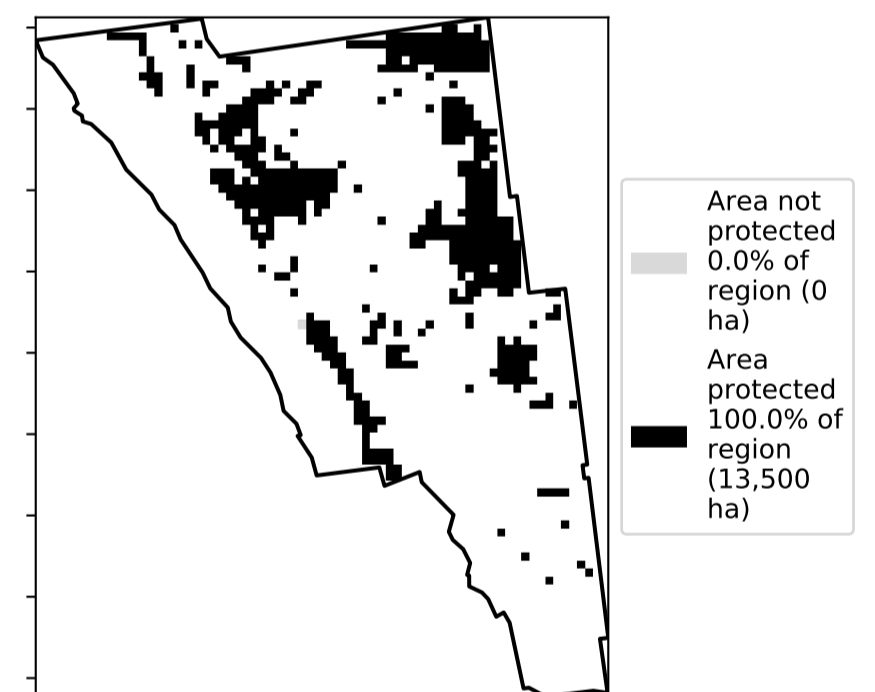 Area not
protected
0.0% of
region (0
ha)
Area
protected
100.0% of
region
(13,500
ha)